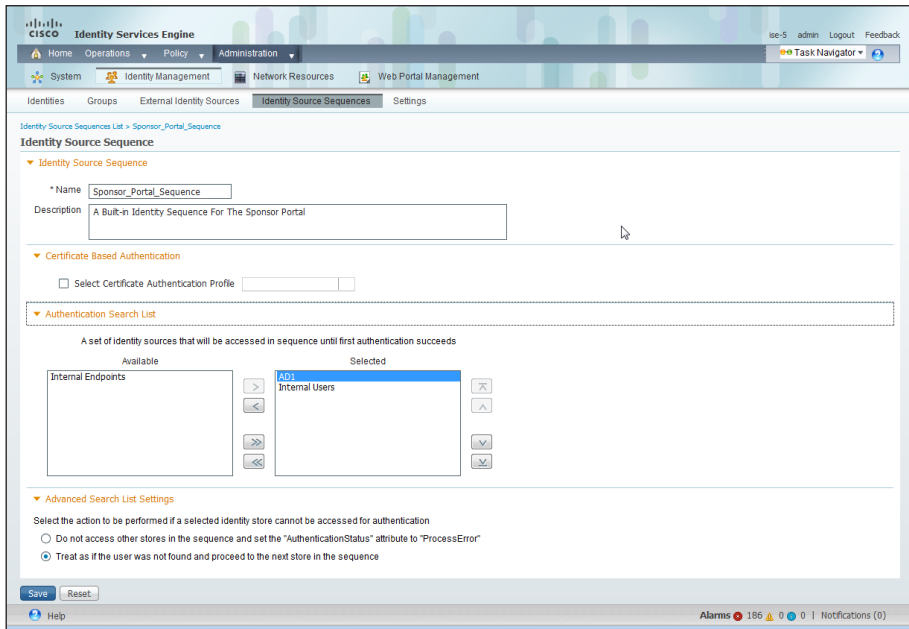 CISCO Identity Services Engine
ise-5 admin Logout Feedback
Home Operations Policy Administration
Task Navigator
System Identity Management Network Resources Web Portal Management
Identities Groups External Identity Sources Identity Source Sequences Settings
Identity Source Sequences List > Sponsor_Portal_Sequence
Identity Source Sequence
Identity Source Sequence
* Name Sponsor_Portal_Sequence
Description A Built-in Identity Sequence For The Sponsor Portal
Certificate Based Authentication
Select Certificate Authentication Profile
Authentication Search List
A set of identity sources that will be accessed in sequence until first authentication succeeds
Available Selected
Internal Endpoints AD1
Internal Users
Advanced Search List Settings
Select the action to be performed if a selected identity store cannot be accessed for authentication
Do not access other stores in the sequence and set the "AuthenticationStatus" attribute to "ProcessError"
Treat as if the user was not found and proceed to the next store in the sequence
Save Reset
Help Alarms 186 0 0 | Notifications (0)